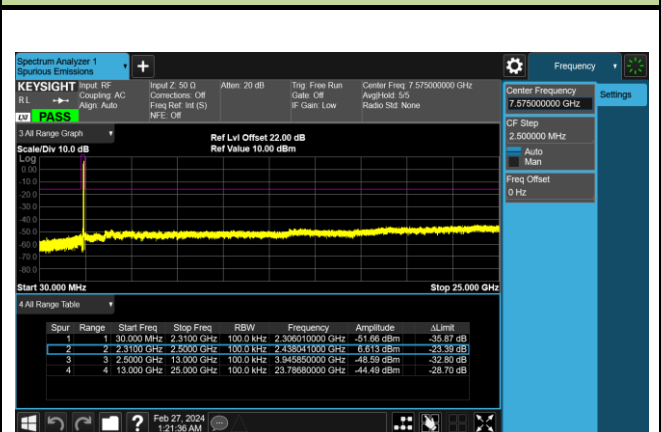 Spectrum Analyzer 1
Spurious Emissions
+
Frequency
KEYSIGHT
RL
LXI PASS
Input: RF
Coupling: AC
Align: Auto
Input Z: 50 Ω
Corrections: Off
Freq Ref: Int (S)
NFE: Off
Atten: 20 dB
Trig: Free Run
Gate: Off
IF Gain: Low
Center Freq: 7.575000000 GHz
Avg|Hold: 5/5
Radio Std: None
Center Frequency
7.575000000 GHz
Settings
CF Step
2.500000 MHz
Auto
Man
Freq Offset
0 Hz
3 All Range Graph
Scale/Div 10.0 dB
Ref Lvl Offset 22.00 dB
Ref Value 10.00 dBm
Log
0.00
-10.0
-20.0
-30.0
-40.0
-50.0
-60.0
-70.0
-80.0
Start 30.000 MHz
Stop 25.000 GHz
4 All Range Table
Spur Range Start Freq Stop Freq RBW Frequency Amplitude ΔLimit
1 1 30.000 MHz 2.3100 GHz 100.0 kHz 2.306010000 GHz -51.66 dBm -35.87 dB
2 2 2.3100 GHz 2.5000 GHz 100.0 kHz 2.438041000 GHz 6.613 dBm -23.39 dB
3 3 2.5000 GHz 13.000 GHz 100.0 kHz 3.945850000 GHz -48.59 dBm -32.80 dB
4 4 13.000 GHz 25.000 GHz 100.0 kHz 23.78680000 GHz -44.49 dBm -28.70 dB
?
Feb 27, 2024
1:21:36 AM